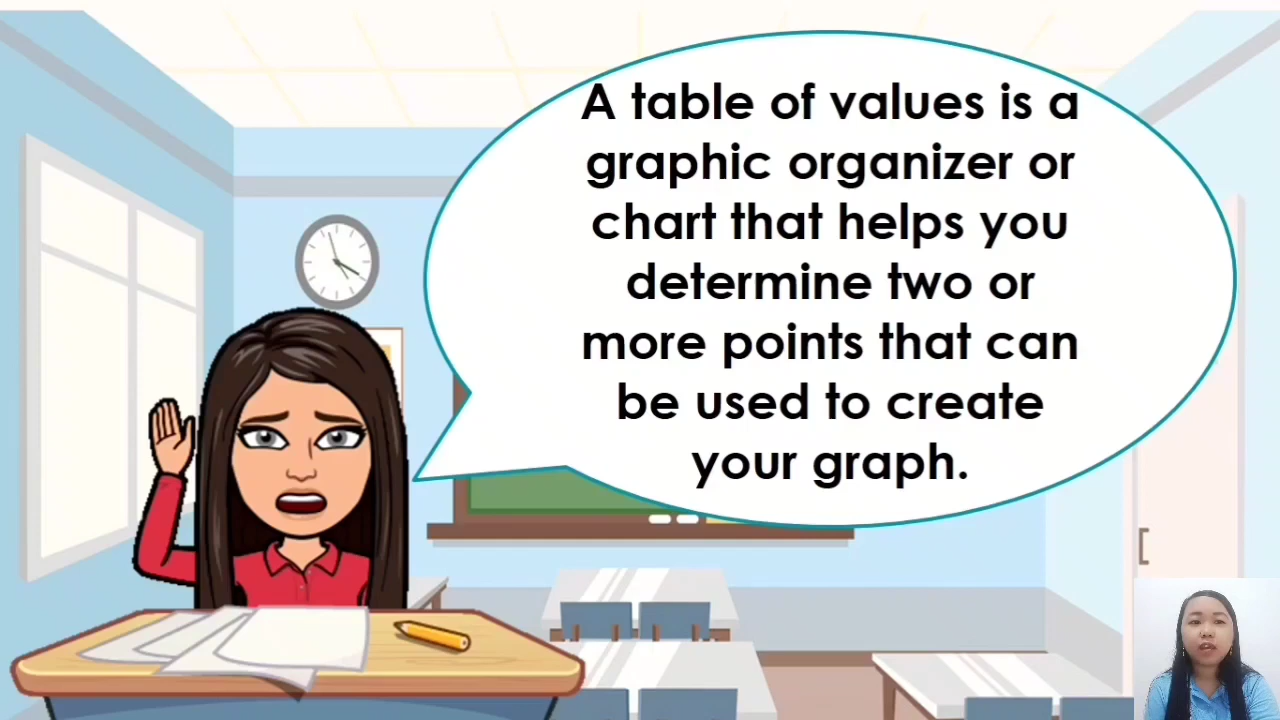 A table of values is a
graphic organizer or
chart that helps you
determine two or
more points that can
be used to create
your graph.